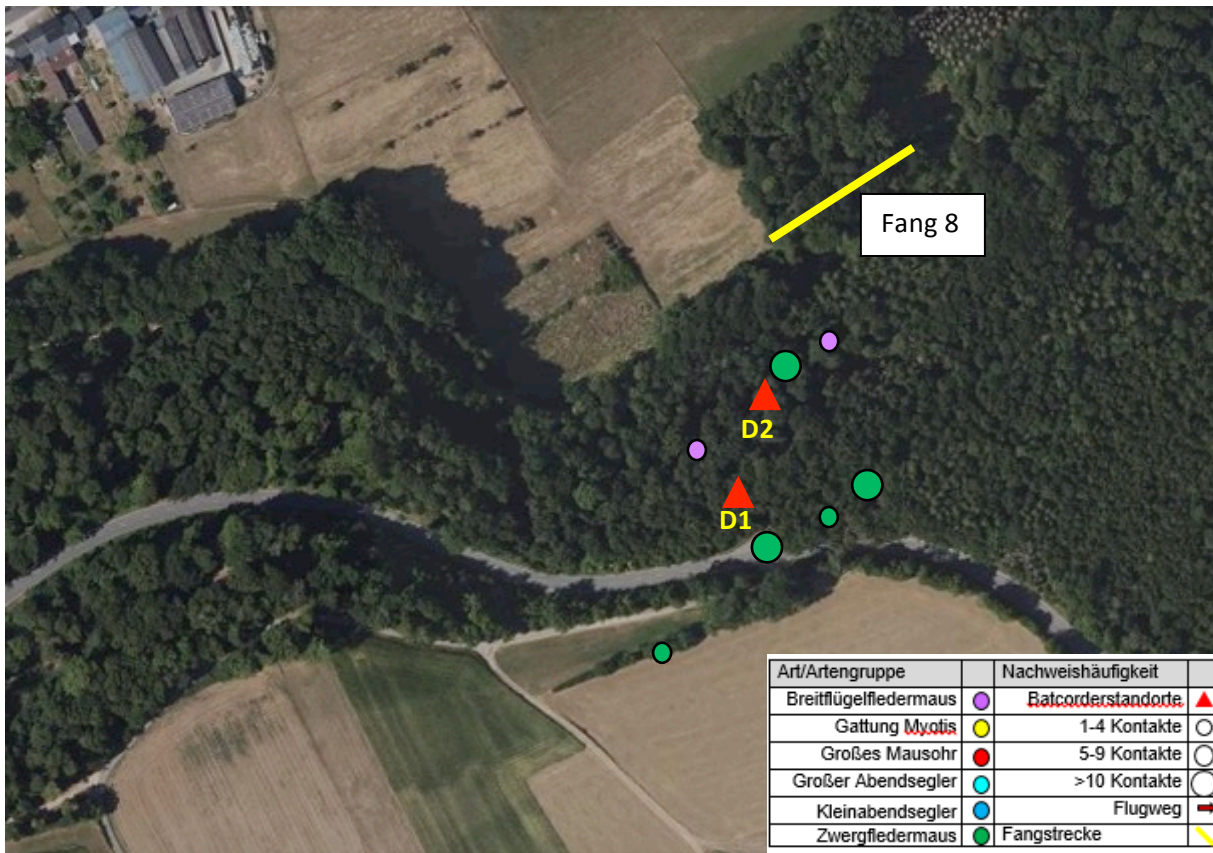 Fang 8
D2
D1
Art/Artengruppe Nachweishäufigkeit
Breitflügelfledermaus Batcorderstandorte
Gattung Myotis 1-4 Kontakte
Großes Mausohr 5-9 Kontakte
Großer Abendsegler >10 Kontakte
Kleinabendsegler Flugweg
Zwergfledermaus Fangstrecke